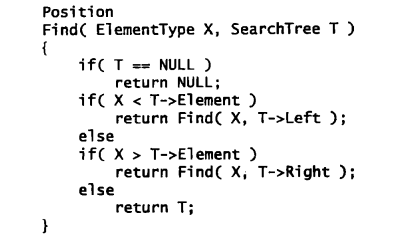 Position
Find( ElementType X, SearchTree T )
{
    if( T == NULL )
        return NULL;
    if( X < T->Element )
        return Find( X, T->Left );
    else
    if( X > T->Element )
        return Find( X, T->Right );
    else
        return T;
}